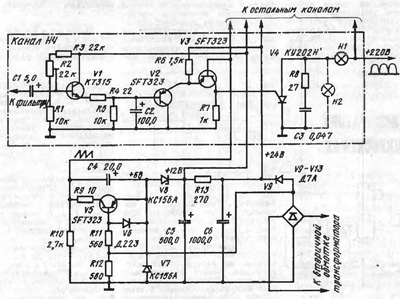 К остальным каналам
Канал НЧ
R3 22к
V3 SFT323
R6 1,5к
V4 КУ202Н
H1
+220В
R2
22к
V1
КТ315
V2
SFT323
C1 5,0
К фильтру
R4 22
R8
27
H2
R1
10к
R5
10к
C2
100,0
R7
1к
C3 0,047
+24В
C4 20,0
+6В
+12В
R9 10
V8
КС156А
R13
270
V9-V13
Д7А
V9
V5
SFT323
R10
2,7к
R11
560
V6
Д223
C5
500,0
C6
1000,0
R12
560
V7
КС156А
К вторичной
обмотке
трансформатора